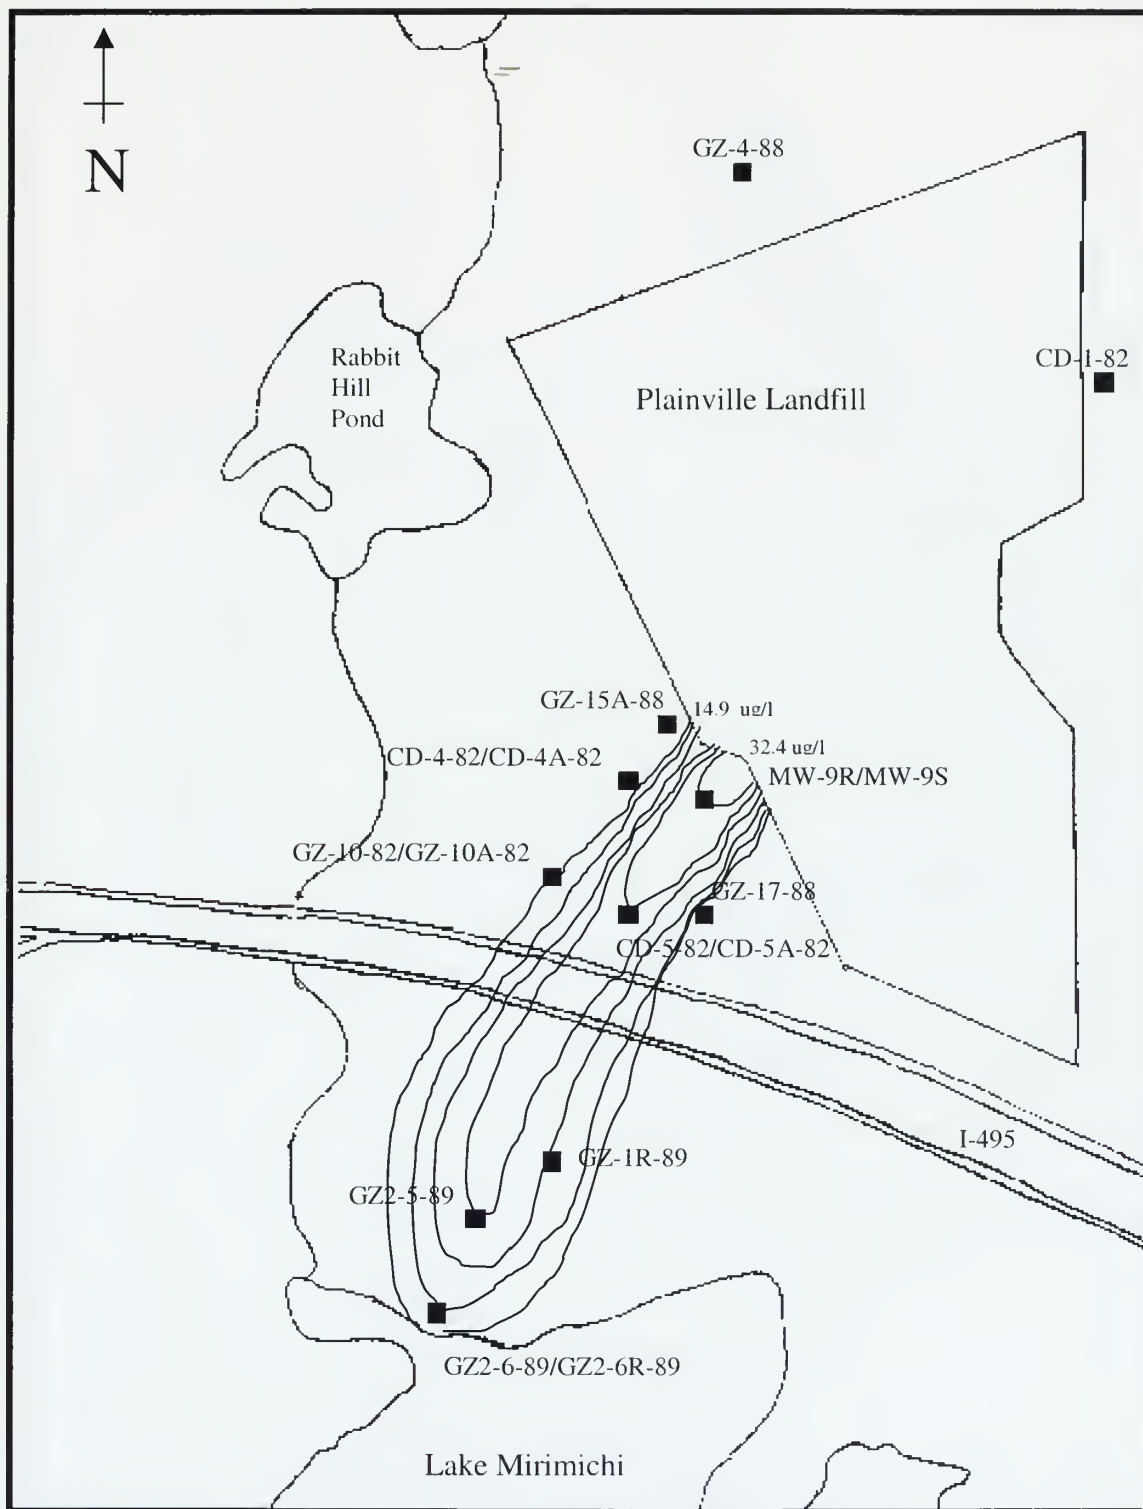 N
GZ-4-88
CD-1-82
Rabbit
Hill
Pond
Plainville Landfill
GZ-15A-88
14.9 ug/l
32.4 ug/l
CD-4-82/CD-4A-82
MW-9R/MW-9S
GZ-10-82/GZ-10A-82
GZ-17-88
CD-5-82/CD-5A-82
I-495
GZ-1R-89
GZ2-5-89
GZ2-6-89/GZ2-6R-89
Lake Mirimichi